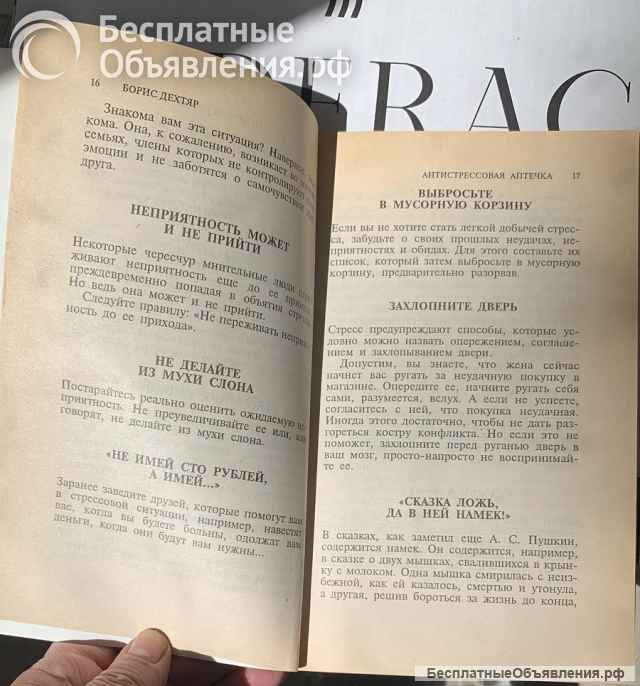 Бесплатные
Объявления.рф
ERAC
16 БОРИС ДЕХТЯР
Знакома вам эта ситуация?
кома. Она, к сожалению, возникает во
семьях, члены которых не контролируют
эмоции и не заботятся о самочувствии
друга.
НЕПРИЯТНОСТЬ МОЖЕТ
И НЕ ПРИЙТИ
Некоторые чересчур мнительные люди
живают неприятность еще до ее
преждевременно попадая в объятия
Но ведь она может и не прийти.
Следуйте правилу: «Не переживать
ность до ее прихода».
НЕ ДЕЛАЙТЕ
ИЗ МУХИ СЛОНА
Постарайтесь реально оценить ожидаемую
приятность. Не преувеличивайте ее или, как
говорят, не делайте из мухи слона.
«НЕ ИМЕЙ СТО РУБЛЕЙ,
А ИМЕЙ...»
Заранее заведите друзей, которые помогут вам
в стрессовой ситуации, например, навестят
вас, когда вы будете больны, одолжат вам
деньги, когда они будут вам нужны...
АНТИСТРЕССОВАЯ АПТЕЧКА 17
ВЫБРОСЬТЕ
В МУСОРНУЮ КОРЗИНУ
Если вы не хотите стать легкой добычей стрес-
са, забудьте о своих прошлых неудачах, не-
приятностях и обидах. Для этого составьте их
список, который затем выбросьте в мусорную
корзину, предварительно разорвав.
ЗАХЛОПНИТЕ ДВЕРЬ
Стресс предупреждают способы, которые ус-
ловно можно назвать опережением, соглаше-
нием и захлопыванием двери.
Допустим, вы знаете, что жена сейчас
начнет вас ругать за неудачную покупку в
магазине. Опередите ее, начните ругать себя
сами, разумеется, вслух. А если не успеете,
согласитесь с ней, что покупка неудачная.
Иногда этого достаточно, чтобы не дать раз-
гореться костру конфликта. Но если это не
поможет, захлопните перед руганью дверь в
ваш мозг, просто-напросто не воспринимай-
те ее.
«СКАЗКА ЛОЖЬ,
ДА В НЕЙ НАМЕК!»
В сказках, как заметил еще А. С. Пушкин,
содержится намек. Он содержится, например,
в сказке о двух мышках, свалившихся в крын-
ку с молоком. Одна мышка смирилась с неиз-
бежной, как ей казалось, смертью и утонула,
а другая, решив бороться за жизнь до конца,
БесплатныеОбъявления.рф